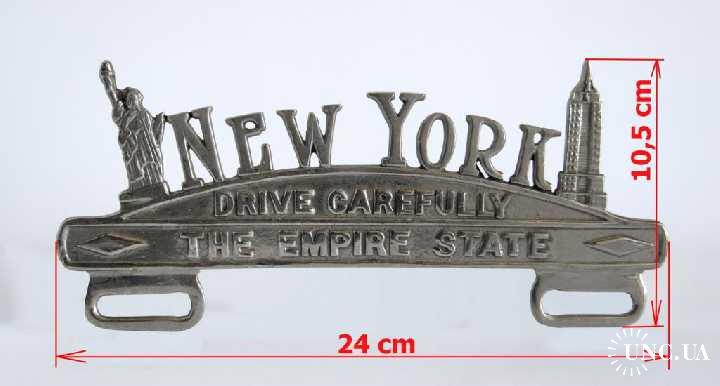 NEW YORK
DRIVE CAREFULLY
THE EMPIRE STATE
10,5 cm
24 cm
UNC.UA